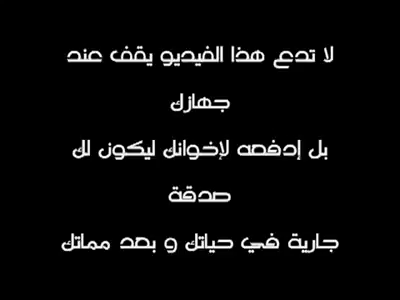 لا تدع هذا الفيديو يقف عند
جهازك
بل إدفعه لإخوانك ليكون لك
صدقة
جارية في حياتك و بعد مماتك